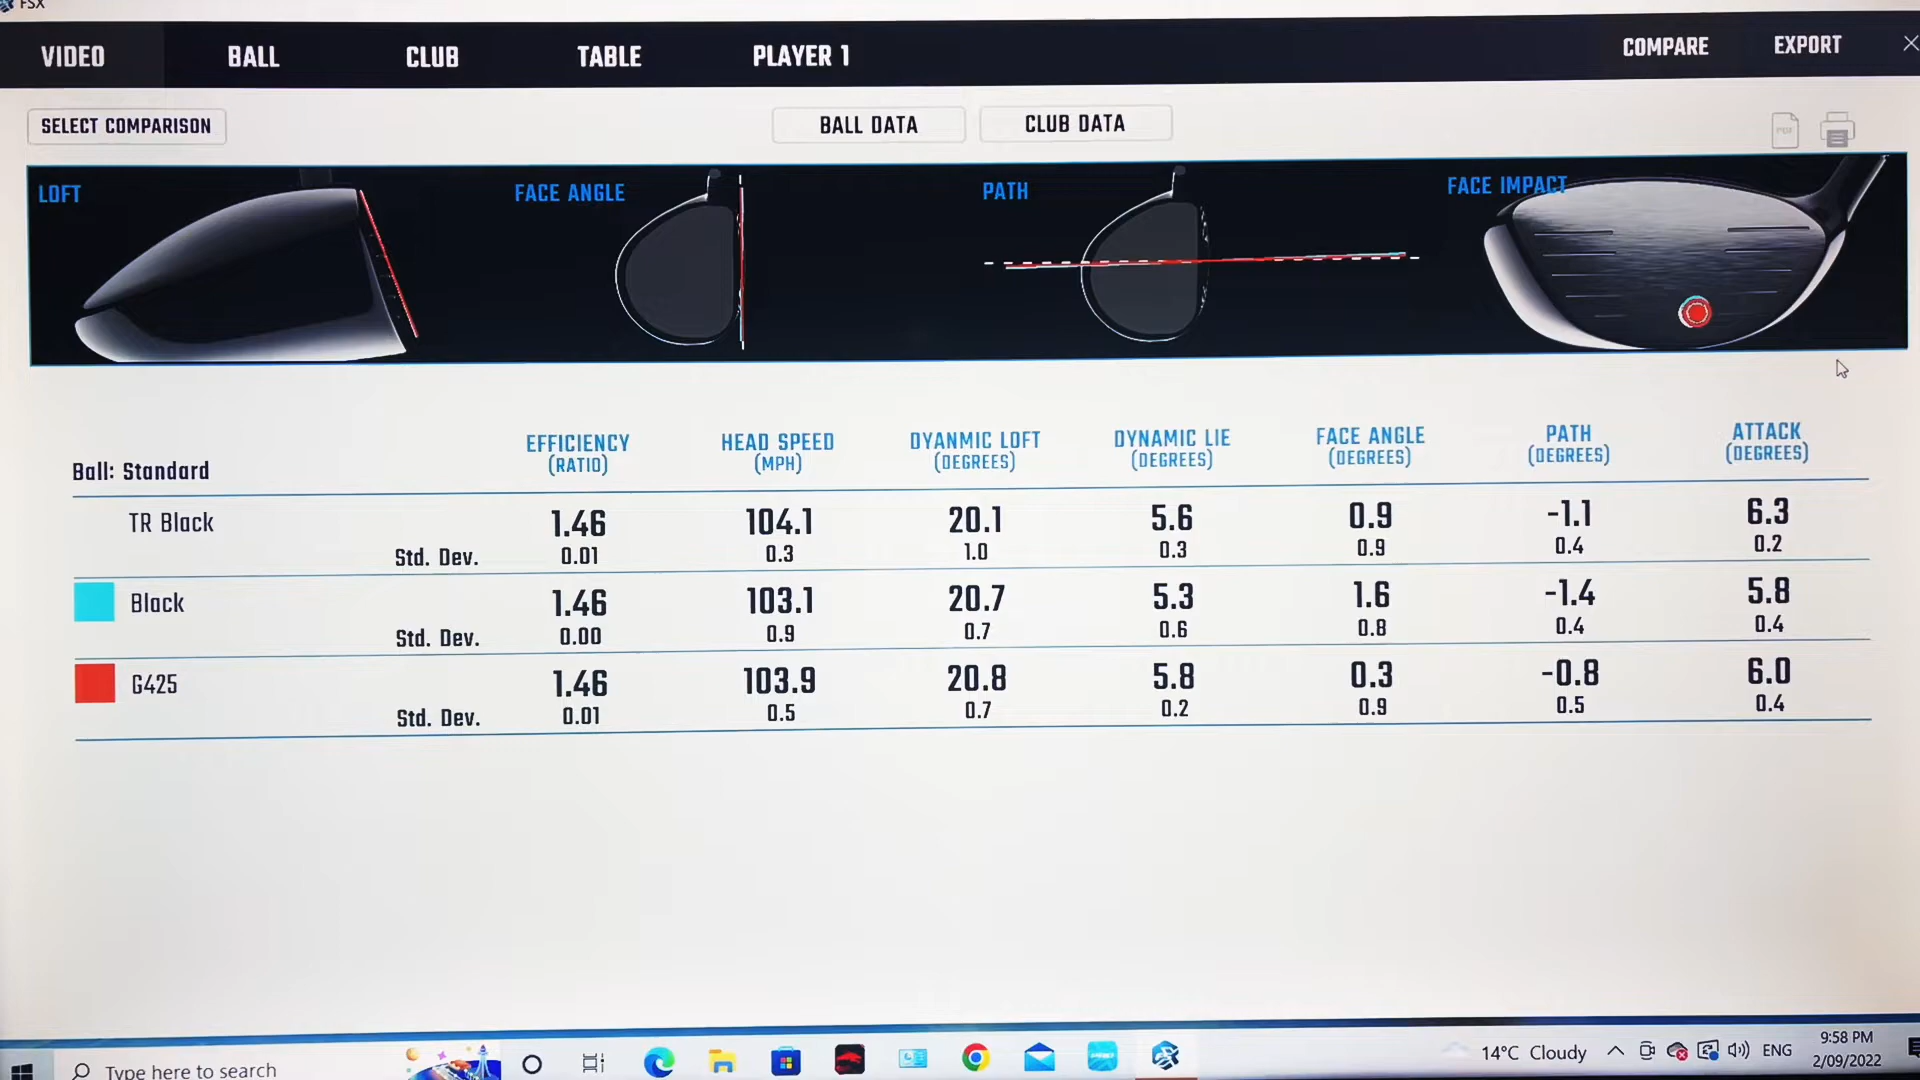 FSX
VIDEO BALL CLUB TABLE PLAYER 1 COMPARE EXPORT
SELECT COMPARISON BALL DATA CLUB DATA
PDF
LOFT FACE ANGLE PATH FACE IMPACT
EFFICIENCY HEAD SPEED DYANMIC LOFT DYNAMIC LIE FACE ANGLE PATH ATTACK
(RATIO) (MPH) (DEGREES) (DEGREES) (DEGREES) (DEGREES) (DEGREES)
Ball: Standard
TR Black 1.46 104.1 20.1 5.6 0.9 -1.1 6.3
Std. Dev. 0.01 0.3 1.0 0.3 0.9 0.4 0.2
Black 1.46 103.1 20.7 5.3 1.6 -1.4 5.8
Std. Dev. 0.00 0.9 0.7 0.6 0.8 0.4 0.4
G425 1.46 103.9 20.8 5.8 0.3 -0.8 6.0
Std. Dev. 0.01 0.5 0.7 0.2 0.9 0.5 0.4
Type here to search 14°C Cloudy ENG 9:58 PM
2/09/2022